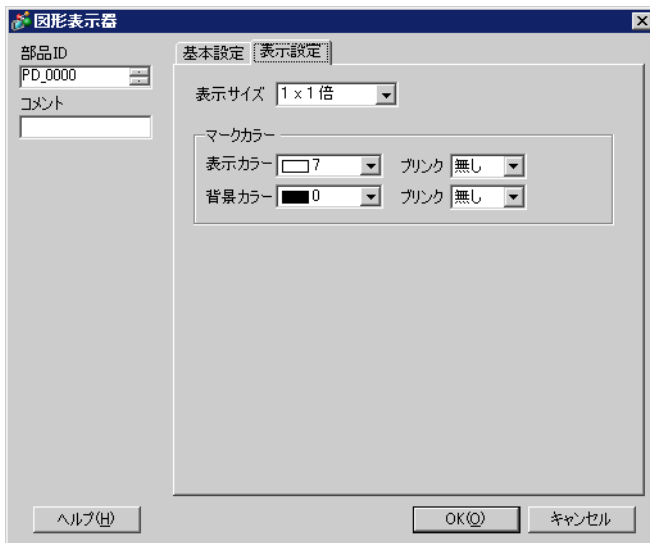 図形表示器
部品ID
PD_0000
コメント
基本設定 表示設定
表示サイズ 1 x 1 倍
マークカラー
表示カラー 7 ブリンク 無し
背景カラー 0 ブリンク 無し
ヘルプ(H) OK(O) キャンセル